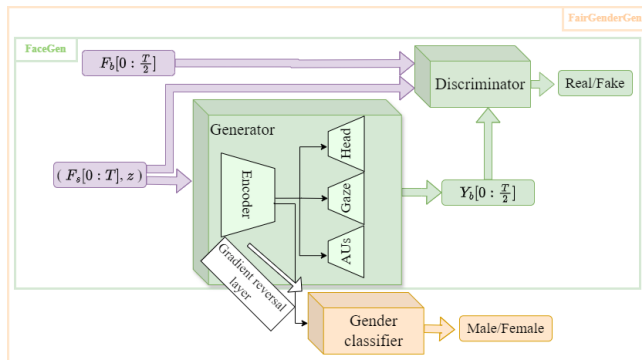 FairGenderGen
FaceGen
F_b[0 : T/2]
Discriminator
Real/Fake
Generator
Head
Encoder
Gaze
( F_s[0 : T], z )
Y_b[0 : T/2]
AUs
Gradient reversal
layer
Gender
classifier
Male/Female